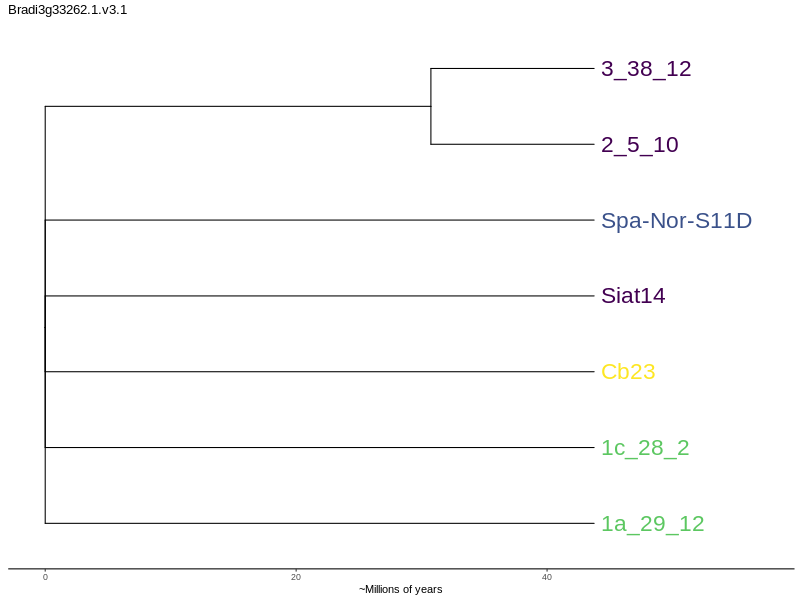 Bradi3g33262.1.v3.1
3_38_12
2_5_10
Spa-Nor-S11D
Siat14
Cb23
1c_28_2
1a_29_12
0 20 40
~Millions of years